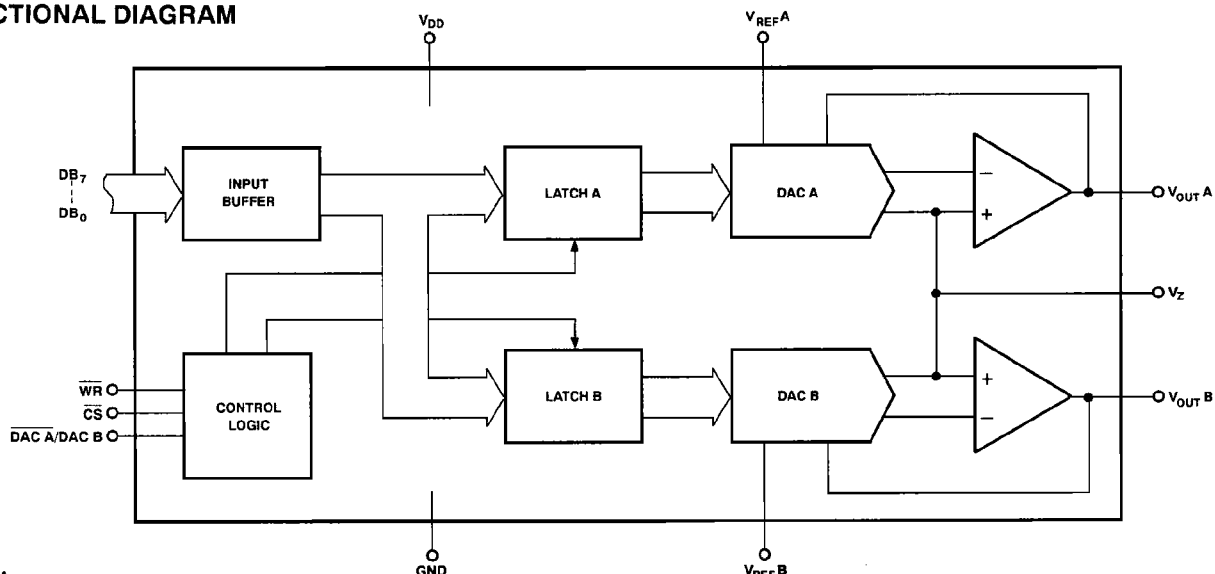 CTIONAL DIAGRAM
VDD
VREFA
DB7
DB0
INPUT
BUFFER
LATCH A
DAC A
−
+
VOUT A
VZ
WR
CS
DAC A/DAC B
CONTROL
LOGIC
LATCH B
DAC B
+
−
VOUT B
GND
VREFB